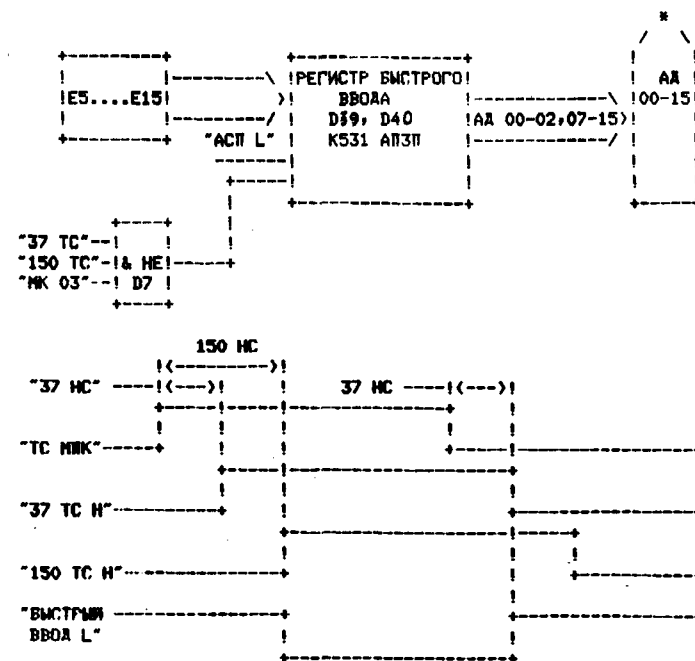 *
РЕГИСТР БЫСТРОГО АД
E5....E15 ВВОДА 00-15
D39, D40 АД 00-02,07-15
"АСП L" К531 АП3П
"37 ТС"
"150 ТС" & НЕ
"МК 03" D7
150 НС
"37 НС" 37 НС
"ТС МПК"
"37 ТС Н"
"150 ТС Н"
"БЫСТРЫЙ
ВВОД L"